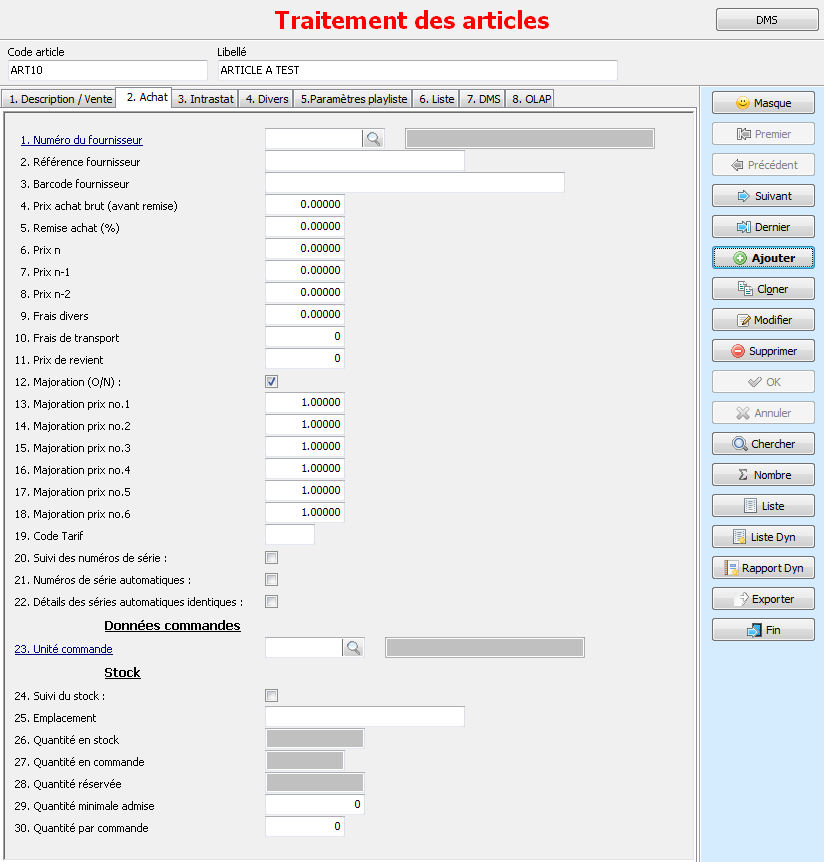 Traitement des articles
DMS
Code article
Libellé
ART10
ARTICLE A TEST
1. Description / Vente
2. Achat
3. Intrastat
4. Divers
5.Paramètres playliste
6. Liste
7. DMS
8. OLAP
1. Numéro du fournisseur
2. Référence fournisseur
3. Barcode fournisseur
4. Prix achat brut (avant remise)
0.00000
5. Remise achat (%)
0.00000
6. Prix n
0.00000
7. Prix n-1
0.00000
8. Prix n-2
0.00000
9. Frais divers
0.00000
10. Frais de transport
0
11. Prix de revient
0
12. Majoration (O/N) :
13. Majoration prix no.1
1.00000
14. Majoration prix no.2
1.00000
15. Majoration prix no.3
1.00000
16. Majoration prix no.4
1.00000
17. Majoration prix no.5
1.00000
18. Majoration prix no.6
1.00000
19. Code Tarif
20. Suivi des numéros de série :
21. Numéros de série automatiques :
22. Détails des séries automatiques identiques :
Données commandes
23. Unité commande
Stock
24. Suivi du stock :
25. Emplacement
26. Quantité en stock
27. Quantité en commande
28. Quantité réservée
29. Quantité minimale admise
0
30. Quantité par commande
0
Masque
Premier
Précédent
Suivant
Dernier
Ajouter
Cloner
Modifier
Supprimer
OK
Annuler
Chercher
Nombre
Liste
Liste Dyn
Rapport Dyn
Exporter
Fin